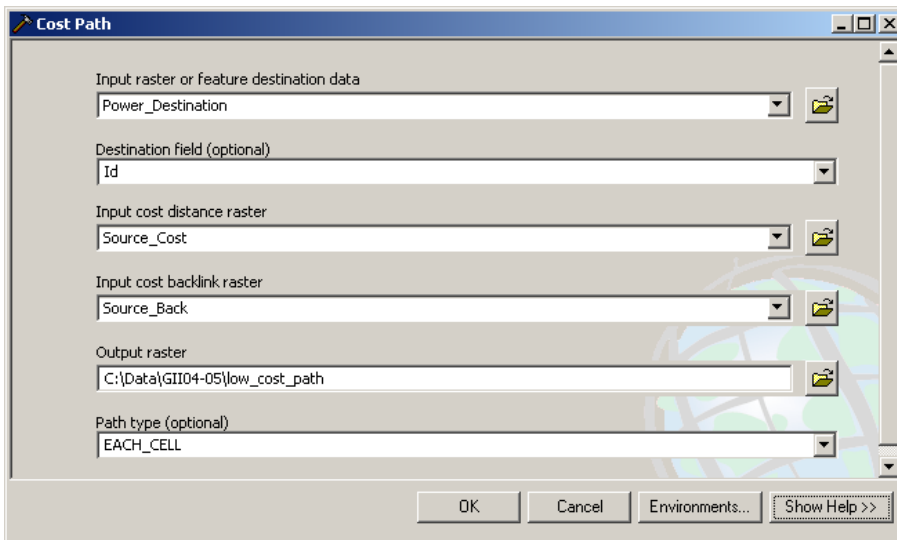 Cost Path
Input raster or feature destination data
Power_Destination
Destination field (optional)
Id
Input cost distance raster
Source_Cost
Input cost backlink raster
Source_Back
Output raster
C:\Data\GII04-05\low_cost_path
Path type (optional)
EACH_CELL
OK Cancel Environments... Show Help >>